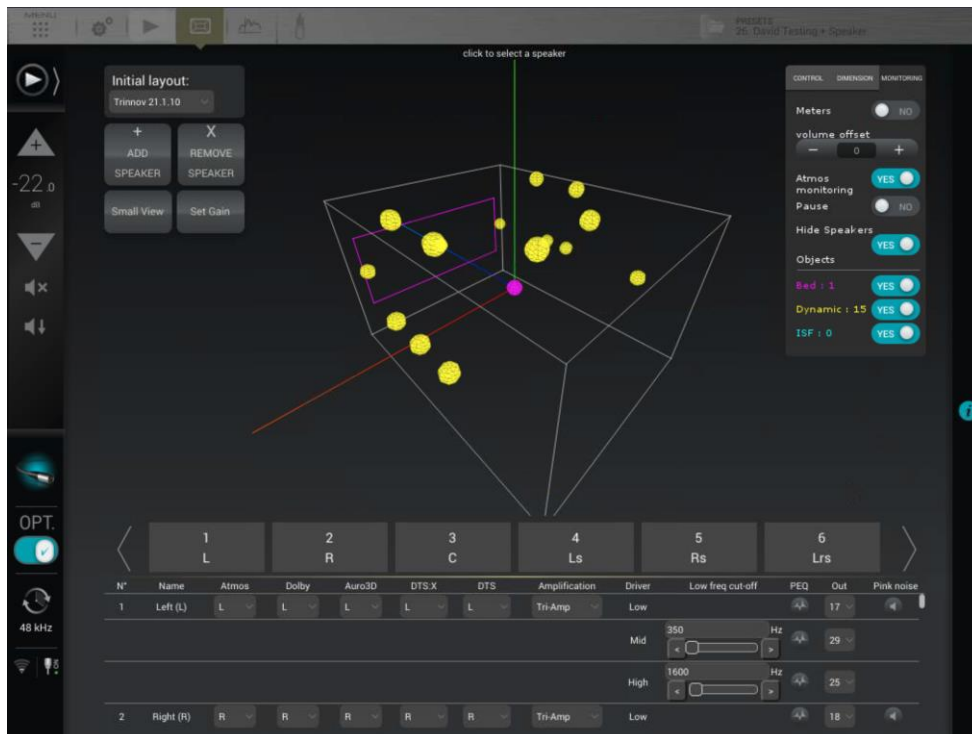 MENU
PRESETS
26: David Testing + Speaker
click to select a speaker
Initial layout:
Trinnov 21.1.10
+
ADD
SPEAKER
X
REMOVE
SPEAKER
Small View
Set Gain
CONTROL DIMENSION MONITORING
Meters NO
volume offset
− 0 +
Atmos
monitoring YES
Pause NO
Hide Speakers
YES
Objects
Bed : 1 YES
Dynamic : 15 YES
ISF : 0 YES
+
-22.0
dB
−
OPT.
48 kHz
i
1
L
2
R
3
C
4
Ls
5
Rs
6
Lrs
N° Name Atmos Dolby Auro3D DTS:X DTS Amplification Driver Low freq cut-off PEQ Out Pink noise
1 Left (L) L L L L L Tri-Amp Low 17
Mid 350 Hz 29
< >
High 1600 Hz 25
< >
2 Right (R) R R R R R Tri-Amp Low 18